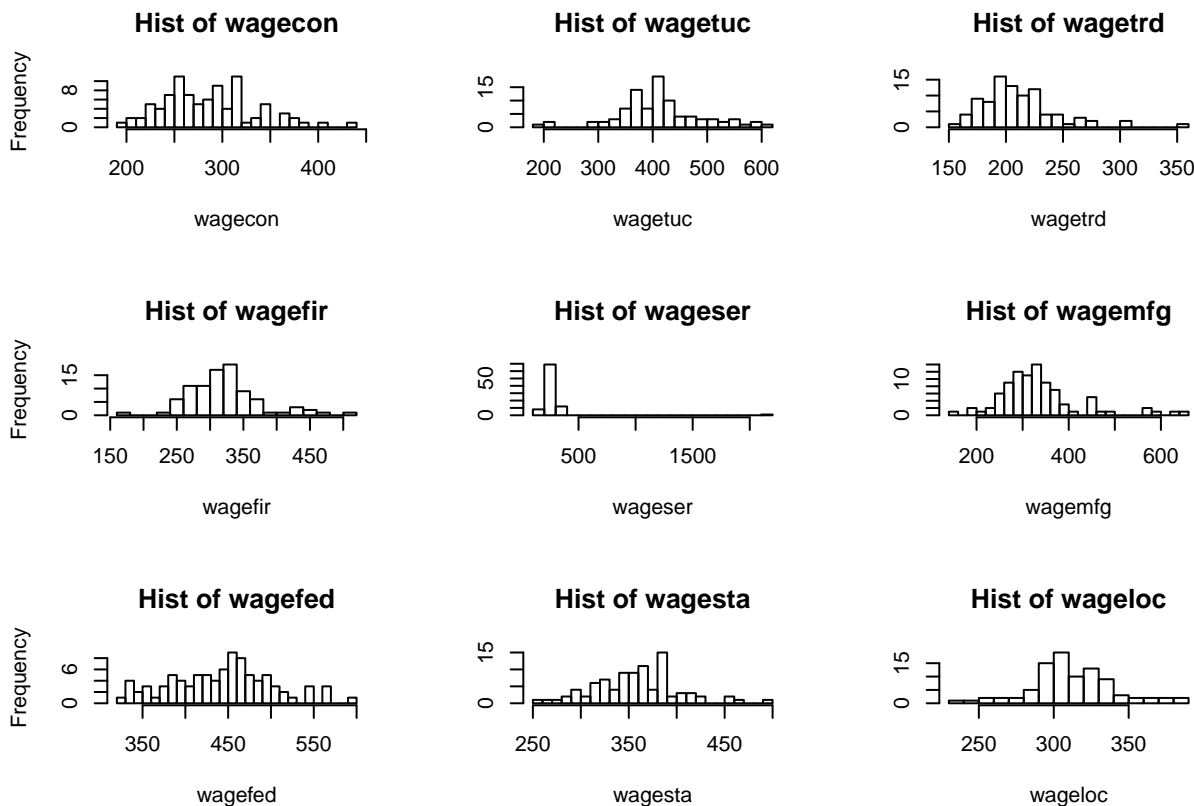 Hist of wagecon
Frequency
0 8
200 300 400
wagecon
Hist of wagetuc
0 15
200 300 400 500 600
wagetuc
Hist of wagetrd
0 15
150 200 250 300 350
wagetrd
Hist of wagefir
Frequency
0 15
150 250 350 450
wagefir
Hist of wageser
0 50
500 1500
wageser
Hist of wagemfg
0 10
200 400 600
wagemfg
Hist of wagefed
Frequency
0 6
350 450 550
wagefed
Hist of wagesta
0 15
250 350 450
wagesta
Hist of wageloc
0 15
250 300 350
wageloc